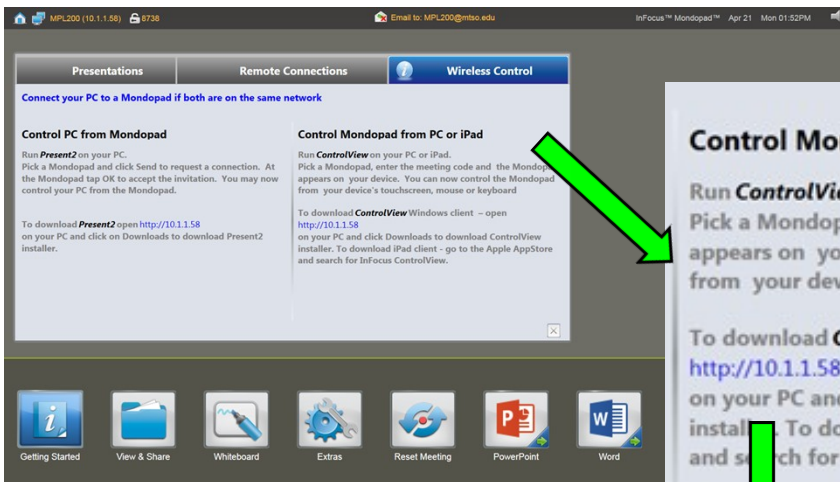 MPL200 (10.1.1.58) 8738 Email to: MPL200@mtso.edu InFocus™ Mondopad™ Apr 21 Mon 01:52PM
Presentations Remote Connections Wireless Control
Connect your PC to a Mondopad if both are on the same network
Control PC from Mondopad
Run Present2 on your PC.
Pick a Mondopad and click Send to request a connection. At
the Mondopad tap OK to accept the invitation. You may now
control your PC from the Mondopad.
To download Present2 open http://10.1.1.58
on your PC and click on Downloads to download Present2
installer.
Control Mondopad from PC or iPad
Run ControlView on your PC or iPad.
Pick a Mondopad, enter the meeting code and the Mondopad
appears on your device. You can now control the Mondopad
from your device's touchscreen, mouse or keyboard
To download ControlView Windows client – open
http://10.1.1.58
on your PC and click Downloads to download ControlView
installer. To download iPad client - go to the Apple AppStore
and search for InFocus ControlView.
Getting Started View & Share Whiteboard Extras Reset Meeting PowerPoint Word
Control Mo
Run ControlVi
Pick a Mondop
appears on yo
from your dev
To download
http://10.1.1.58
on your PC and
install. To do
and search for